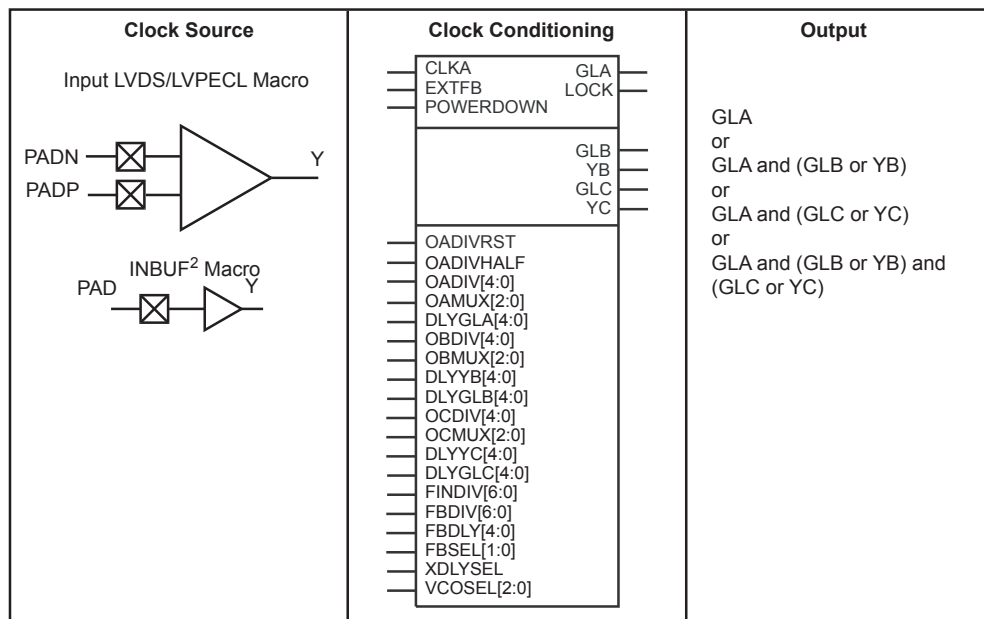 Clock Source
Input LVDS/LVPECL Macro
PADN
PADP
Y
INBUF2 Macro
PAD
Y
Clock Conditioning
CLKA
EXTFB
POWERDOWN
GLA
LOCK
GLB
YB
GLC
YC
OADIVRST
OADIVHALF
OADIV[4:0]
OAMUX[2:0]
DLYGLA[4:0]
OBDIV[4:0]
OBMUX[2:0]
DLYYB[4:0]
DLYGLB[4:0]
OCDIV[4:0]
OCMUX[2:0]
DLYYC[4:0]
DLYGLC[4:0]
FINDIV[6:0]
FBDIV[6:0]
FBDLY[4:0]
FBSEL[1:0]
XDLYSEL
VCOSEL[2:0]
Output
GLA
or
GLA and (GLB or YB)
or
GLA and (GLC or YC)
or
GLA and (GLB or YB) and
(GLC or YC)